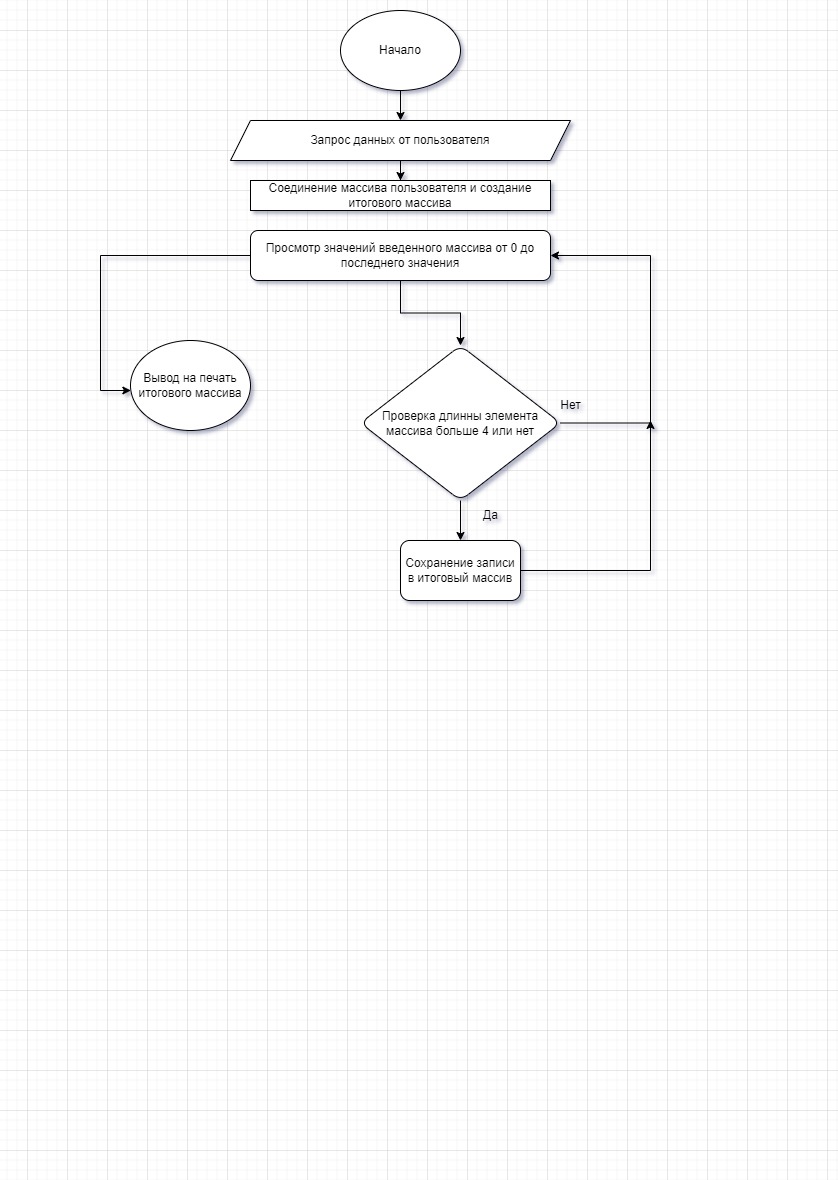 Начало
Запрос данных от пользователя
Соединение массива пользователя и создание
итогового массива
Просмотр значений введенного массива от 0 до
последнего значения
Вывод на печать
итогового массива
Проверка длинны элемента
массива больше 4 или нет
Нет
Да
Сохранение записи
в итоговый массив